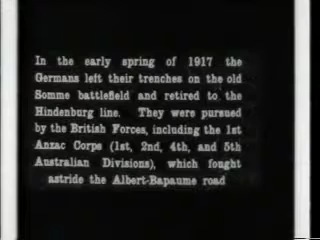 In the early spring of 1917 the
Germans left their trenches on the old
Somme battlefield and retired to the
Hindenburg line. They were pursued
by the British Forces, including the 1st
Anzac Corps (1st, 2nd, 4th, and 5th
Australian Divisions), which fought
astride the Albert-Bapaume road